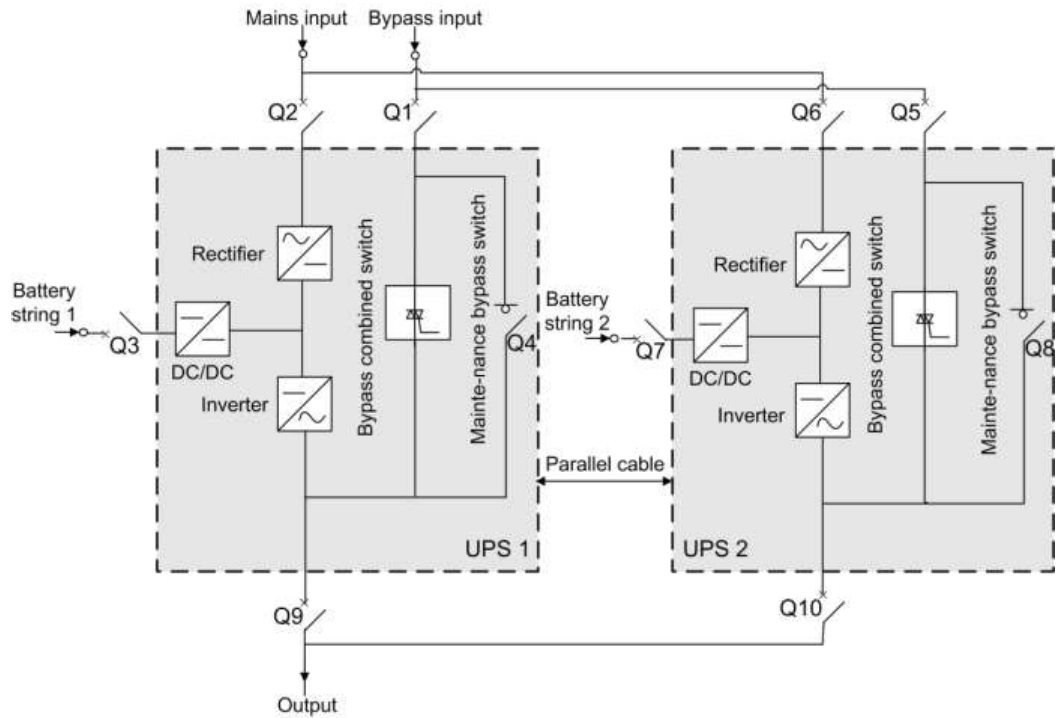 Mains input
Bypass input
Q2
Q1
Q6
Q5
Rectifier
Bypass combined switch
Mainte-nance bypass switch
Battery
string 1
Q3
DC/DC
Q4
Inverter
Rectifier
Bypass combined switch
Mainte-nance bypass switch
Battery
string 2
Q7
DC/DC
Q8
Inverter
Parallel cable
UPS 1
UPS 2
Q9
Q10
Output